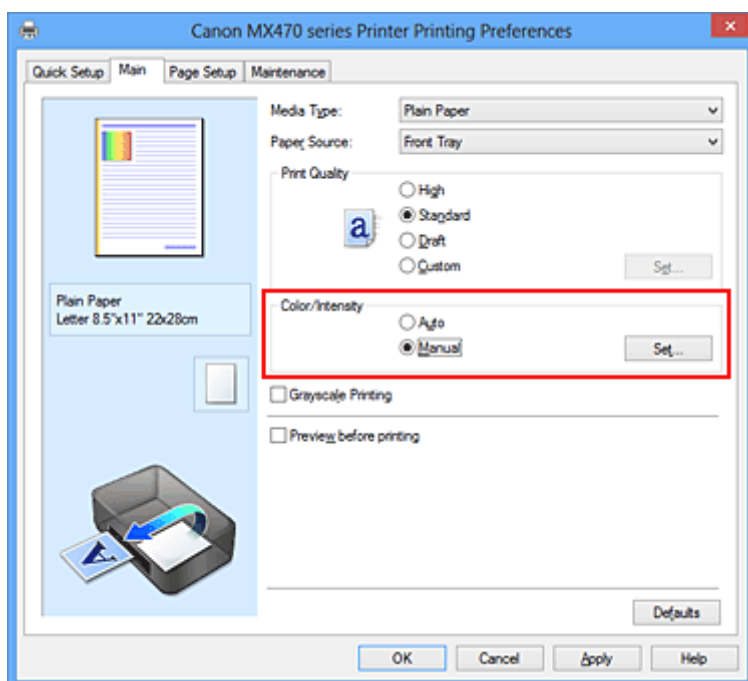 Canon MX470 series Printer Printing Preferences
Quick Setup Main Page Setup Maintenance
Media Type: Plain Paper
Paper Source: Front Tray
Print Quality
High
a Standard
Draft
Custom Set...
Plain Paper
Letter 8.5"x11" 22x28cm
Color/Intensity
Auto
Manual Set...
Grayscale Printing
Preview before printing
A
Defaults
OK Cancel Apply Help